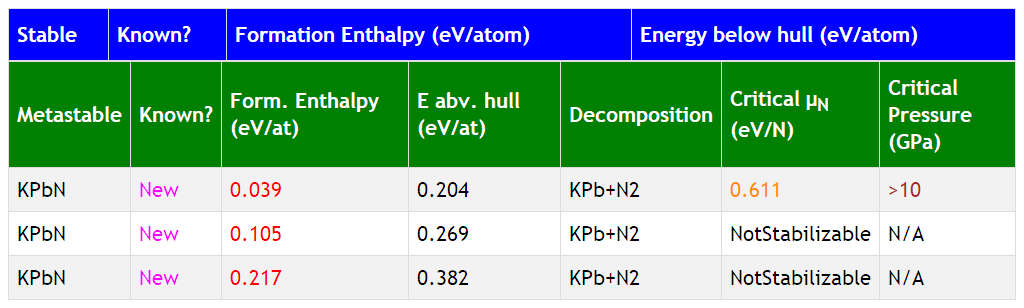 Stable Known? Formation Enthalpy (eV/atom) Energy below hull (eV/atom)
Metastable Known? Form. Enthalpy (eV/at) E abv. hull (eV/at) Decomposition Critical μN (eV/N) Critical Pressure (GPa)
KPbN New 0.039 0.204 KPb+N2 0.611 >10
KPbN New 0.105 0.269 KPb+N2 NotStabilizable N/A
KPbN New 0.217 0.382 KPb+N2 NotStabilizable N/A